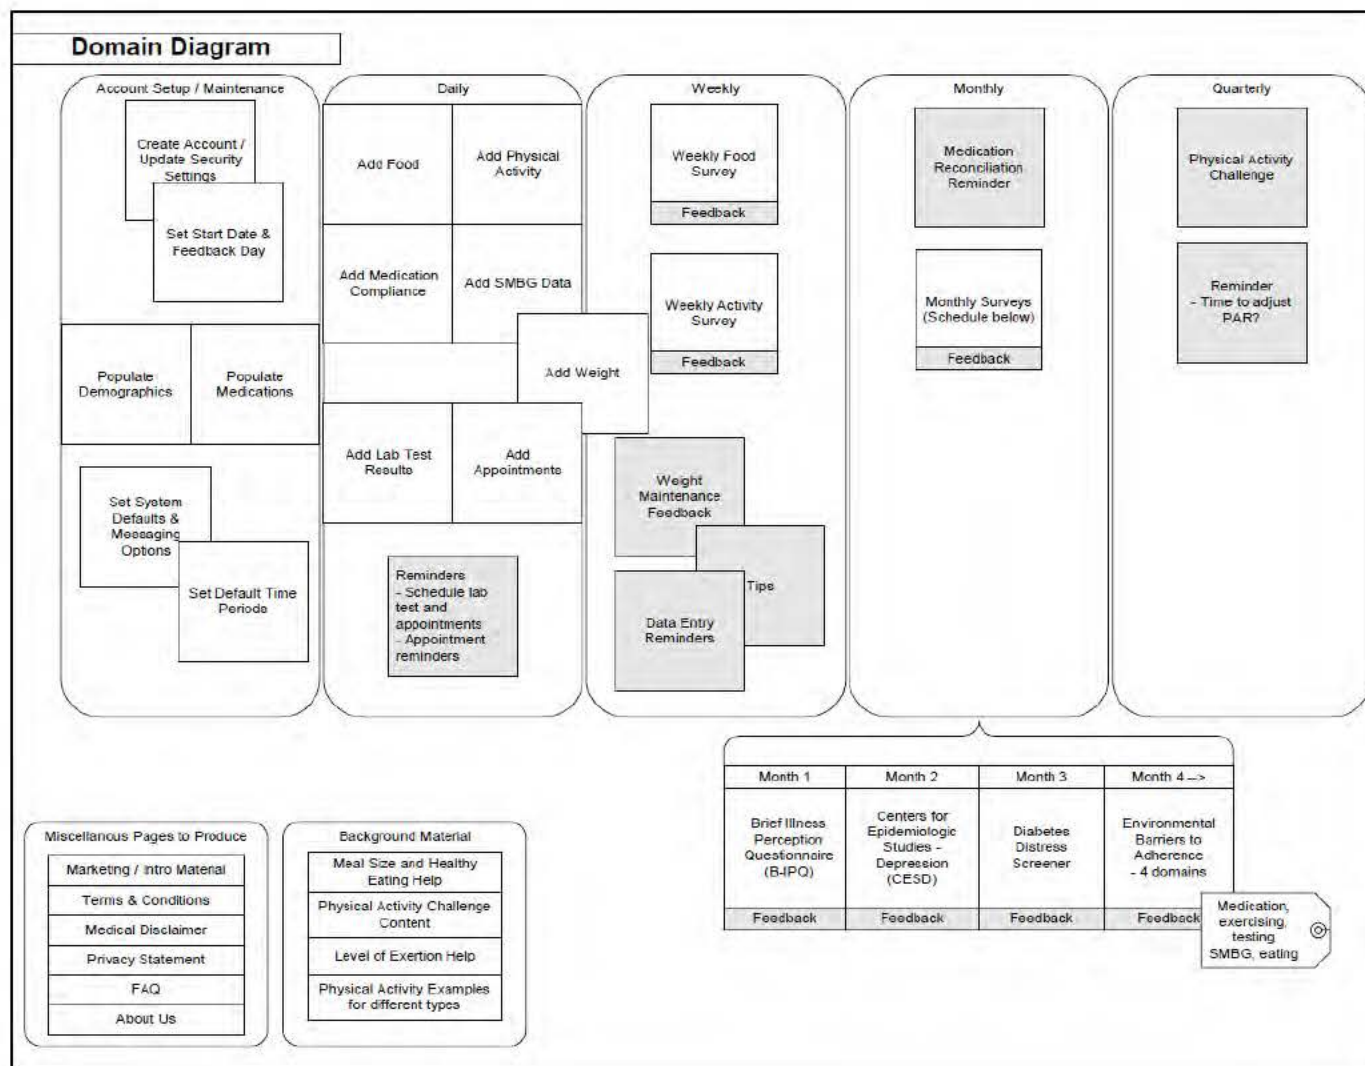 Domain Diagram
Account Setup / Maintenance
Create Account /
Update Security
Settings
Set Start Date &
Feedback Day
Populate
Demographics
Populate
Medications
Set System
Defaults &
Messaging
Options
Set Default Time
Periods
Daily
Add Food
Add Physical
Activity
Add Medication
Compliance
Add SMBG Data
Add Weight
Add Lab Test
Results
Add
Appointments
Reminders
- Schedule lab
test and
appointments
- Appointment
reminders
Weekly
Weekly Food
Survey
Feedback
Weekly Activity
Survey
Feedback
Weight
Maintenance
Feedback
Tips
Data Entry
Reminders
Monthly
Medication
Reconciliation
Reminder
Monthly Surveys
(Schedule below)
Feedback
Quarterly
Physical Activity
Challenge
Reminder
- Time to adjust
PAR?
Month 1
Brief Illness
Perception
Questionnaire
(B-IPQ)
Feedback
Month 2
Centers for
Epidemiologic
Studies -
Depression
(CESD)
Feedback
Month 3
Diabetes
Distress
Screener
Feedback
Month 4 -->
Environmental
Barriers to
Adherence
- 4 domains
Feedback
Medication,
exercising,
testing
SMBG, eating
Miscellanous Pages to Produce
Marketing / Intro Material
Terms & Conditions
Medical Disclaimer
Privacy Statement
FAQ
About Us
Background Material
Meal Size and Healthy
Eating Help
Physical Activity Challenge
Content
Level of Exertion Help
Physical Activity Examples
for different types